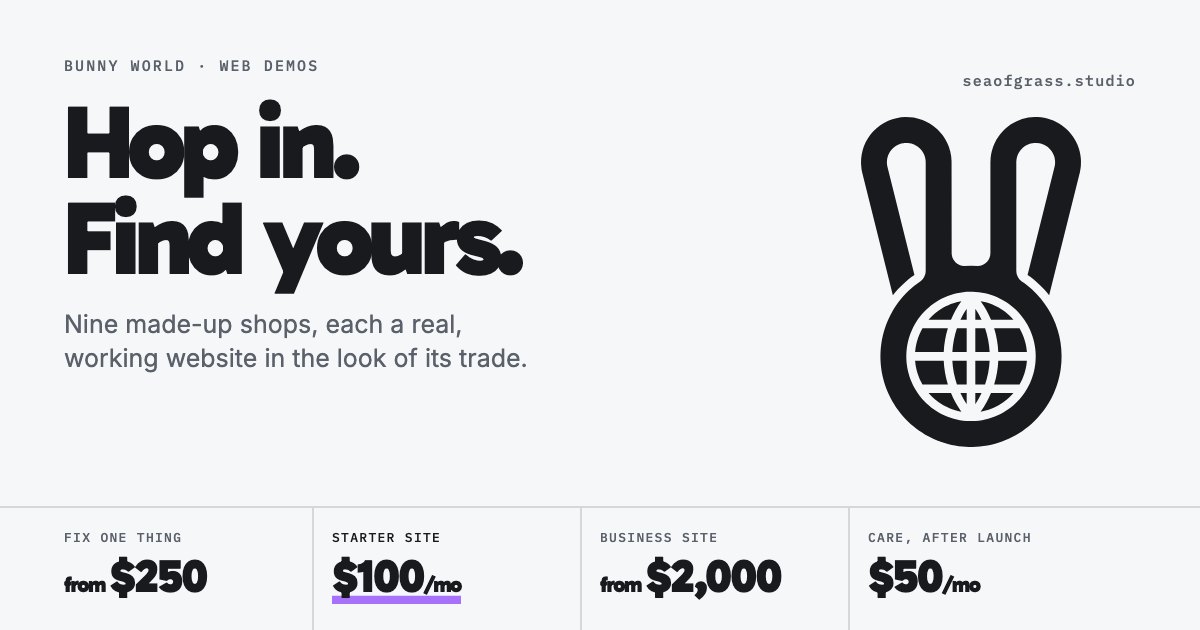 BUNNY WORLD · WEB DEMOS
seaofgrass.studio
Hop in.
Find yours.
Nine made-up shops, each a real,
working website in the look of its trade.
FIX ONE THING
from $250
STARTER SITE
$100/mo
BUSINESS SITE
from $2,000
CARE, AFTER LAUNCH
$50/mo